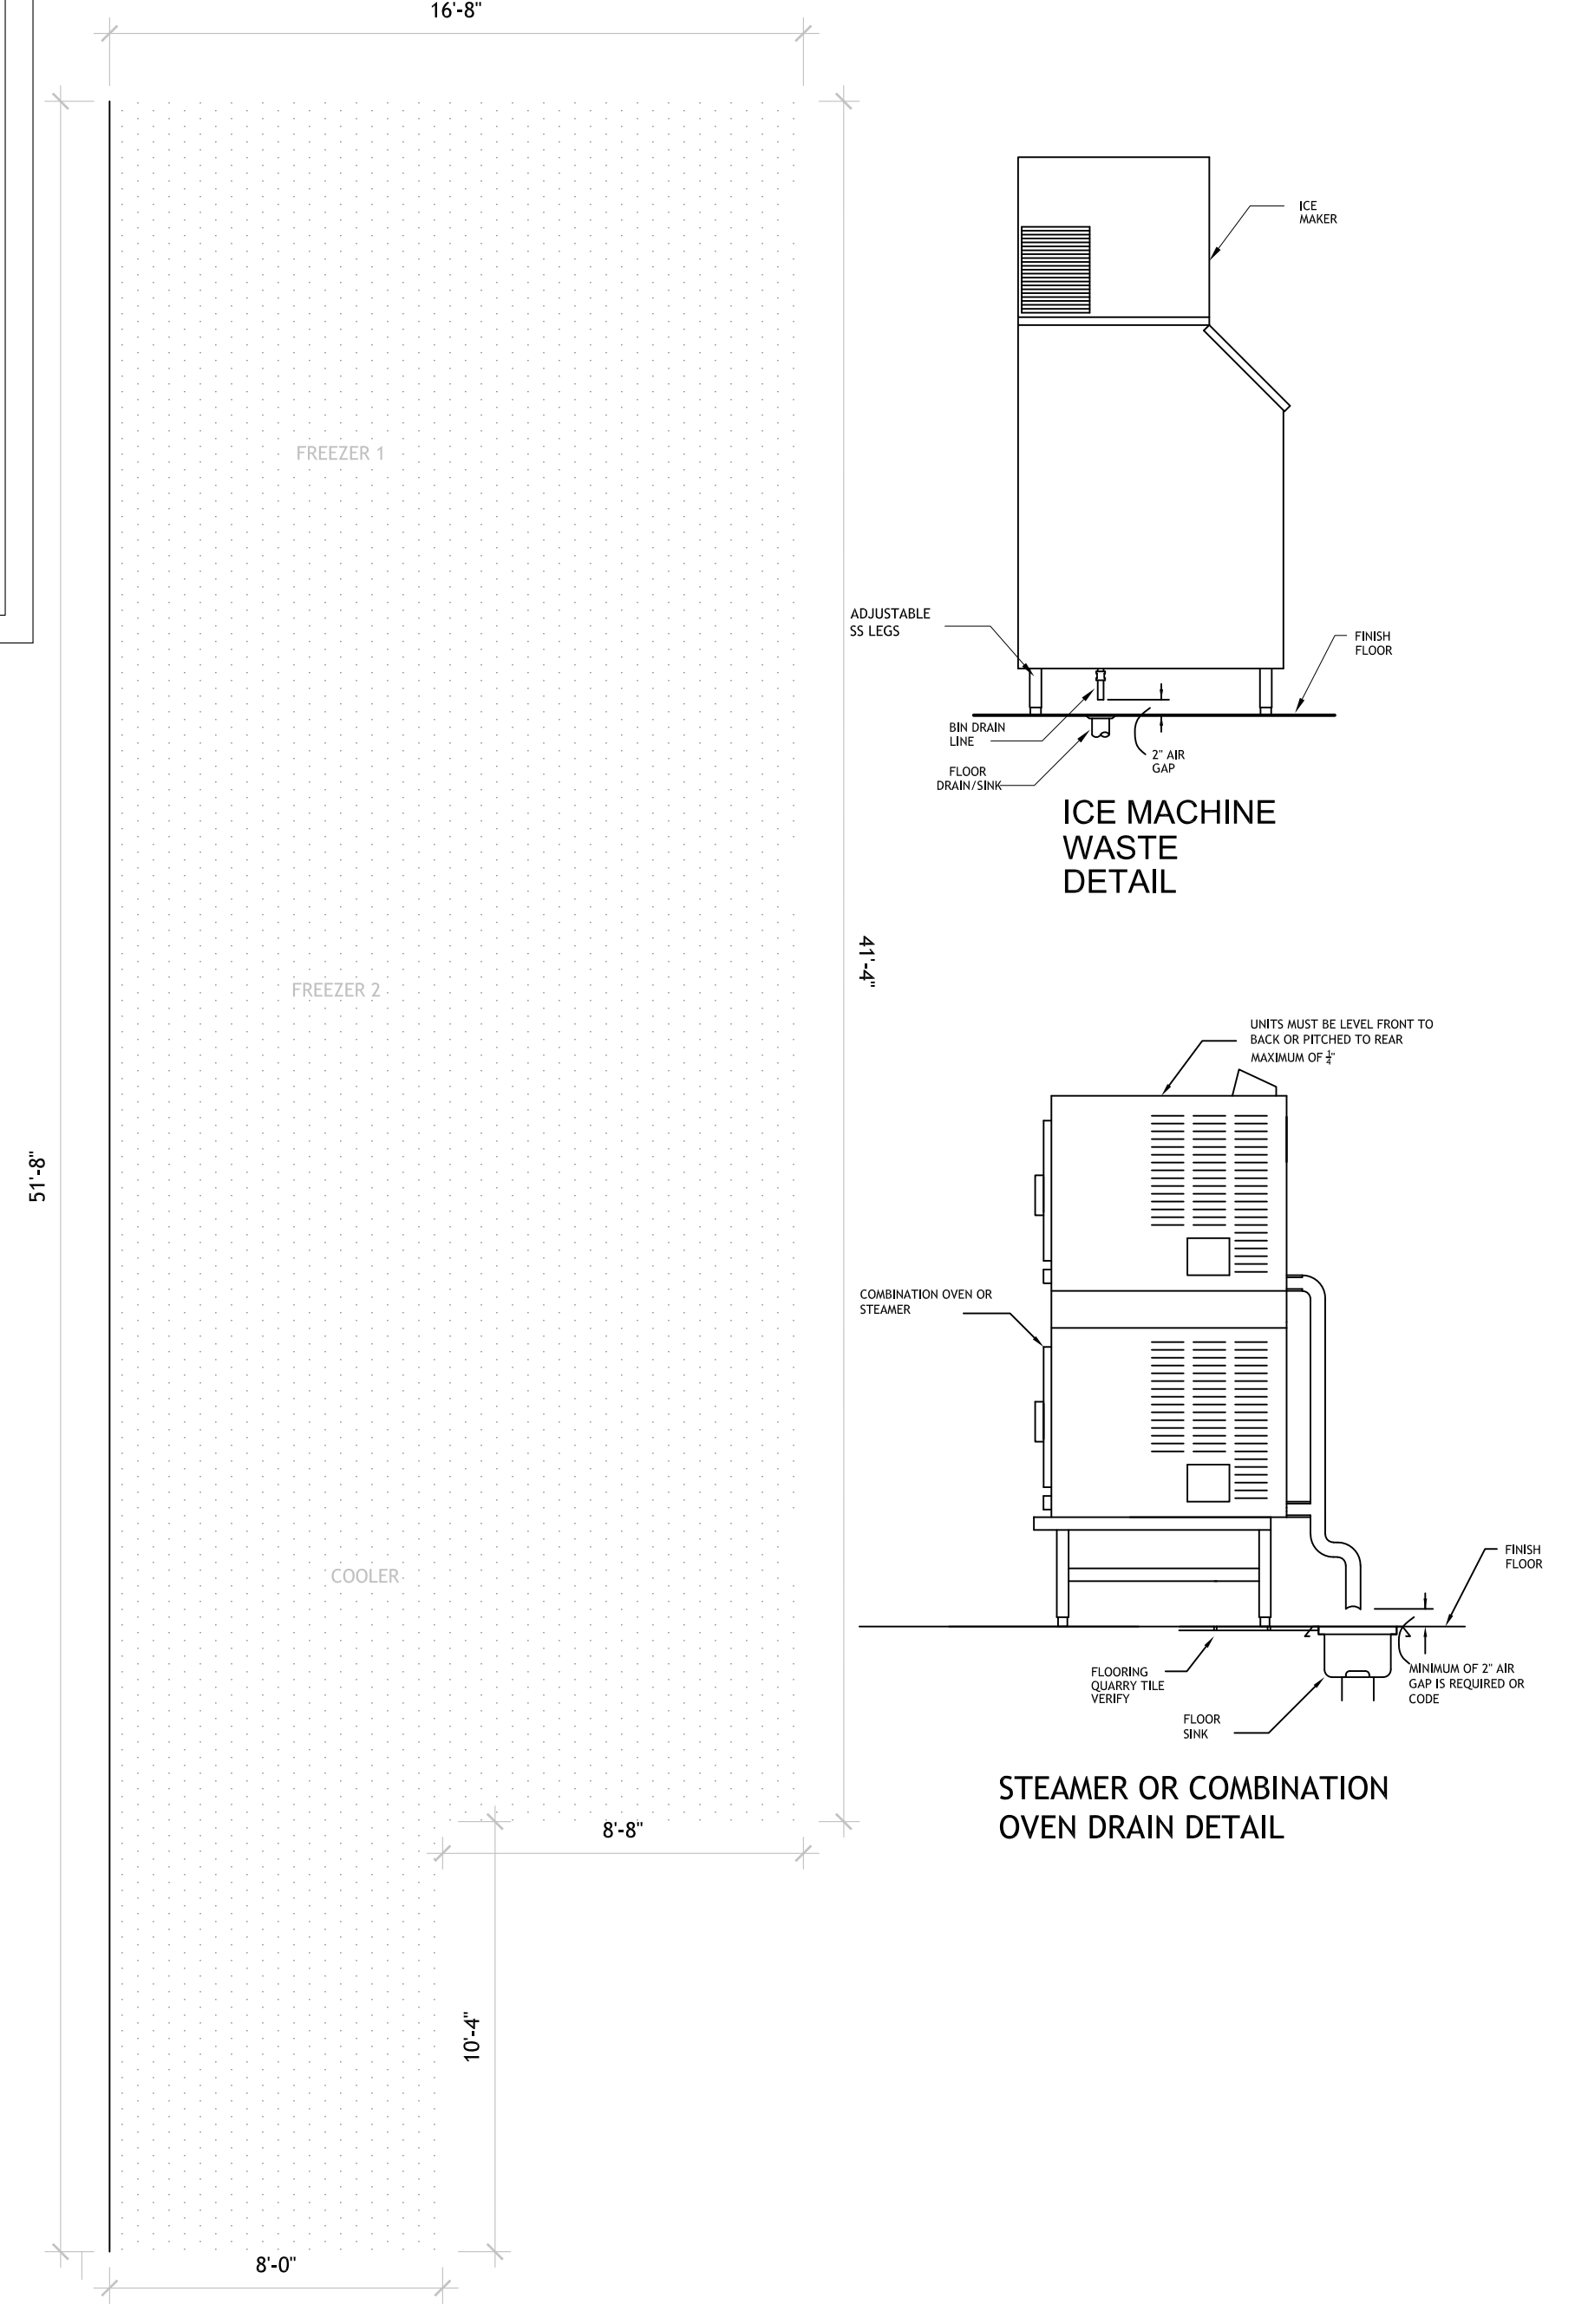 16'-8"
FREEZER 1
FREEZER 2
COOLER
51'-8"
41'-4"
8'-8"
10'-4"
8'-0"
ICE
MAKER
ADJUSTABLE
SS LEGS
FINISH
FLOOR
BIN DRAIN
LINE
2" AIR
GAP
FLOOR
DRAIN/SINK
ICE MACHINE
WASTE
DETAIL
UNITS MUST BE LEVEL FRONT TO
BACK OR PITCHED TO REAR
MAXIMUM OF ¼"
COMBINATION OVEN OR
STEAMER
FINISH
FLOOR
FLOORING
QUARRY TILE
VERIFY
MINIMUM OF 2" AIR
GAP IS REQUIRED OR
CODE
FLOOR
SINK
STEAMER OR COMBINATION
OVEN DRAIN DETAIL